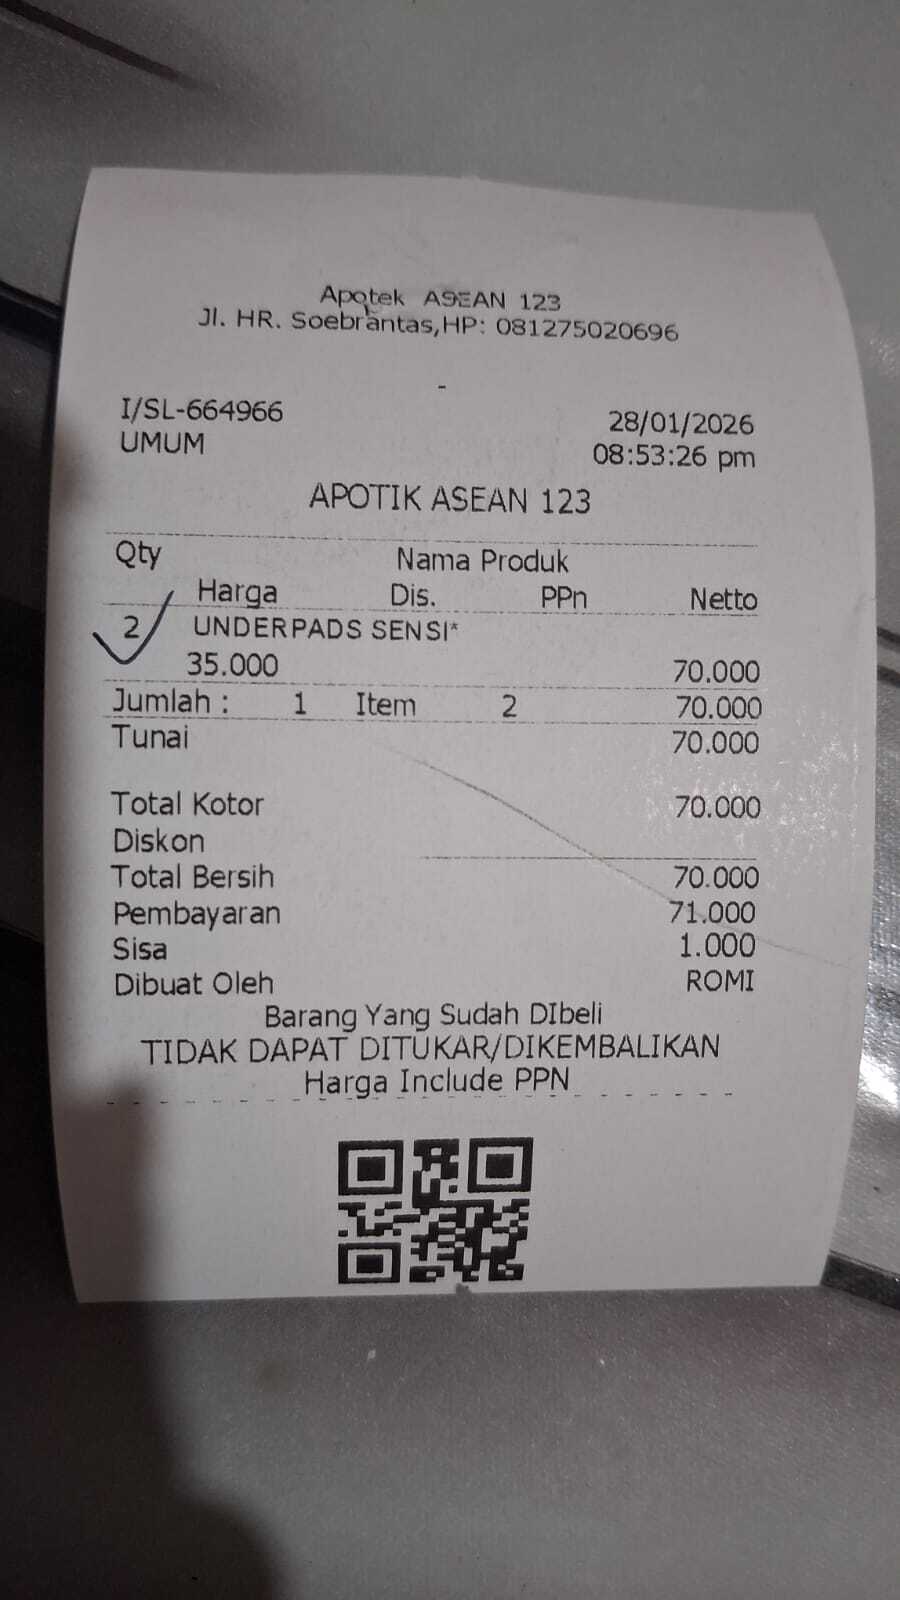 Apotek ASEAN 123
Jl. HR. Soebrantas,HP: 081275020696
-
I/SL-664966 28/01/2026
UMUM 08:53:26 pm
APOTIK ASEAN 123
Qty Nama Produk
Harga Dis. PPn Netto
2 UNDERPADS SENSI*
35.000 70.000
Jumlah : 1 Item 2 70.000
Tunai 70.000
Total Kotor 70.000
Diskon
Total Bersih 70.000
Pembayaran 71.000
Sisa 1.000
Dibuat Oleh ROMI
Barang Yang Sudah DIbeli
TIDAK DAPAT DITUKAR/DIKEMBALIKAN
Harga Include PPN